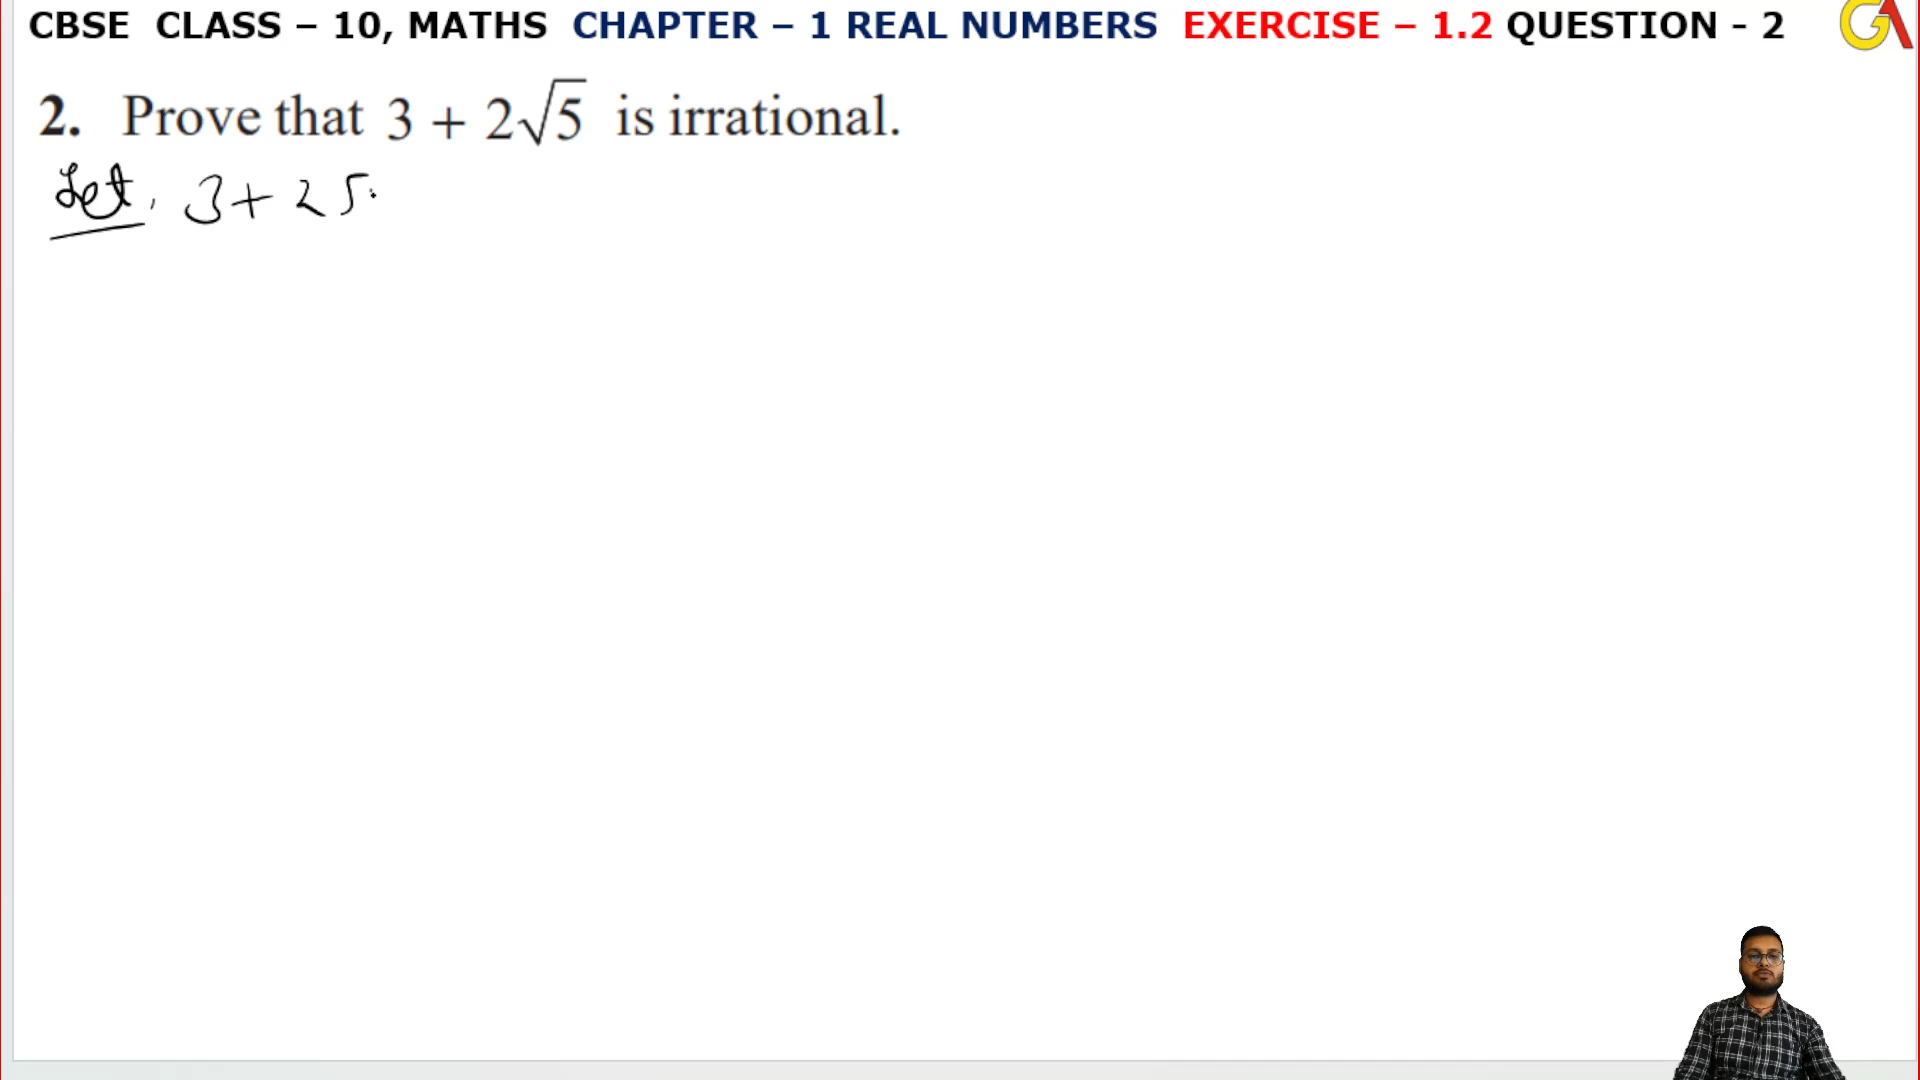 CBSE CLASS – 10, MATHS CHAPTER – 1 REAL NUMBERS EXERCISE – 1.2 QUESTION - 2 GA
2. Prove that 3 + 2√5 is irrational.
Let, 3 + 2 5